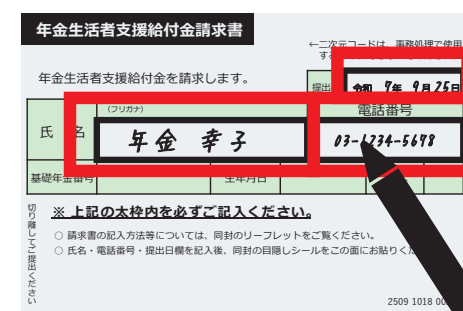 年金生活者支援給付金請求書
←二次元コードは、事務処理で使用
年金生活者支援給付金を請求します。
提出
令和 7年 9月25日
(フリガナ)
電話番号
氏 名
年金 幸子
03-1234-5678
基礎年金番号
生年月日
※ 上記の太枠内を必ずご記入ください。
○ 請求書の記入方法等については、同封のリーフレットをご覧ください。
○ 氏名・電話番号・提出日欄を記入後、同封の目隠しシールをこの面にお貼りく
切り離してご提出ください
2509 1018 00